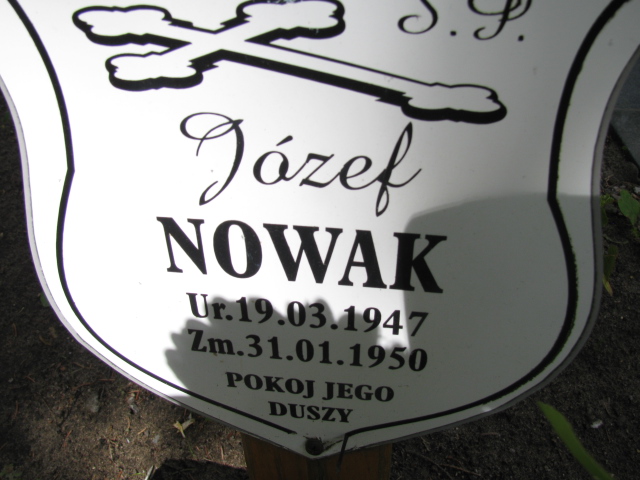 Ś.P.
Józef
NOWAK
Ur.19.03.1947
Zm.31.01.1950
POKOJ JEGO
DUSZY